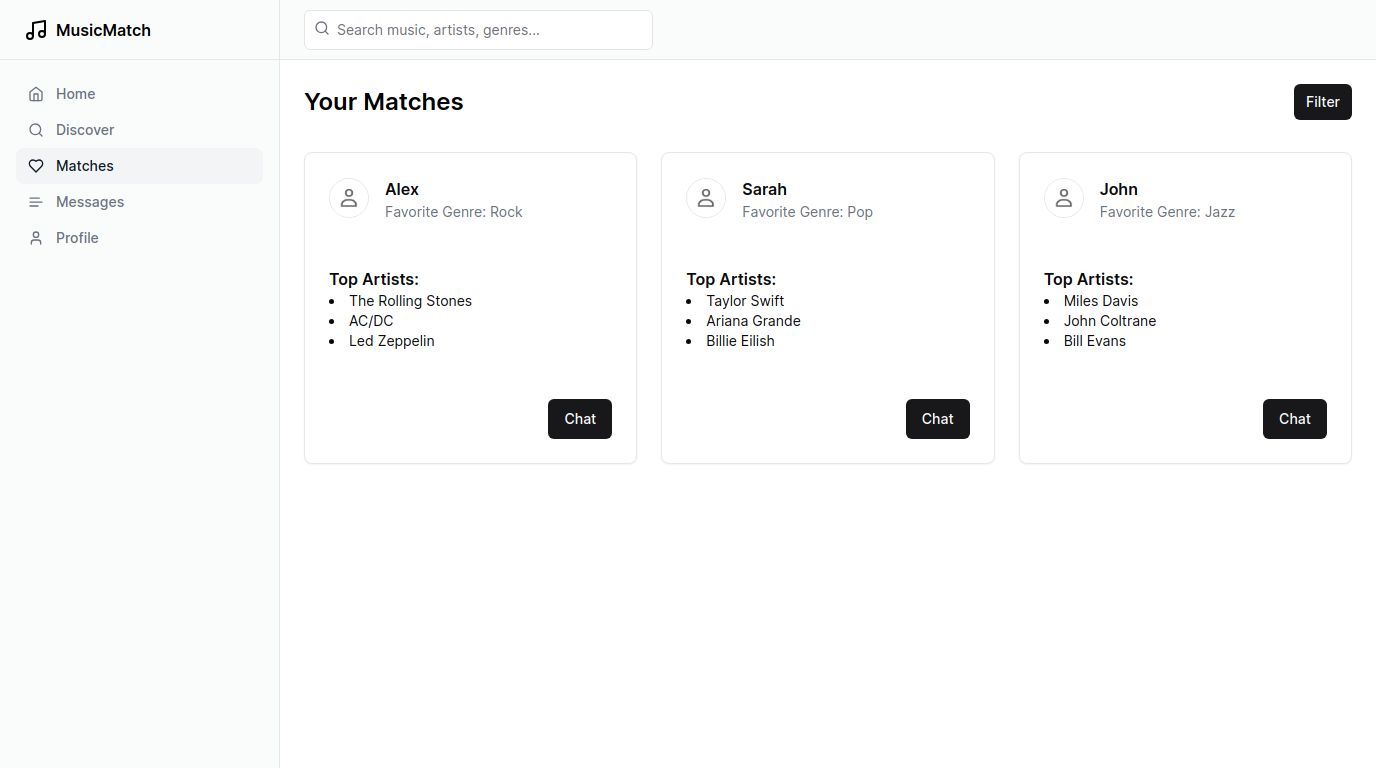 MusicMatch
Search music, artists, genres...
Home
Discover
Matches
Messages
Profile
Your Matches
Filter
Alex
Favorite Genre: Rock
Top Artists:
The Rolling Stones
AC/DC
Led Zeppelin
Chat
Sarah
Favorite Genre: Pop
Top Artists:
Taylor Swift
Ariana Grande
Billie Eilish
Chat
John
Favorite Genre: Jazz
Top Artists:
Miles Davis
John Coltrane
Bill Evans
Chat